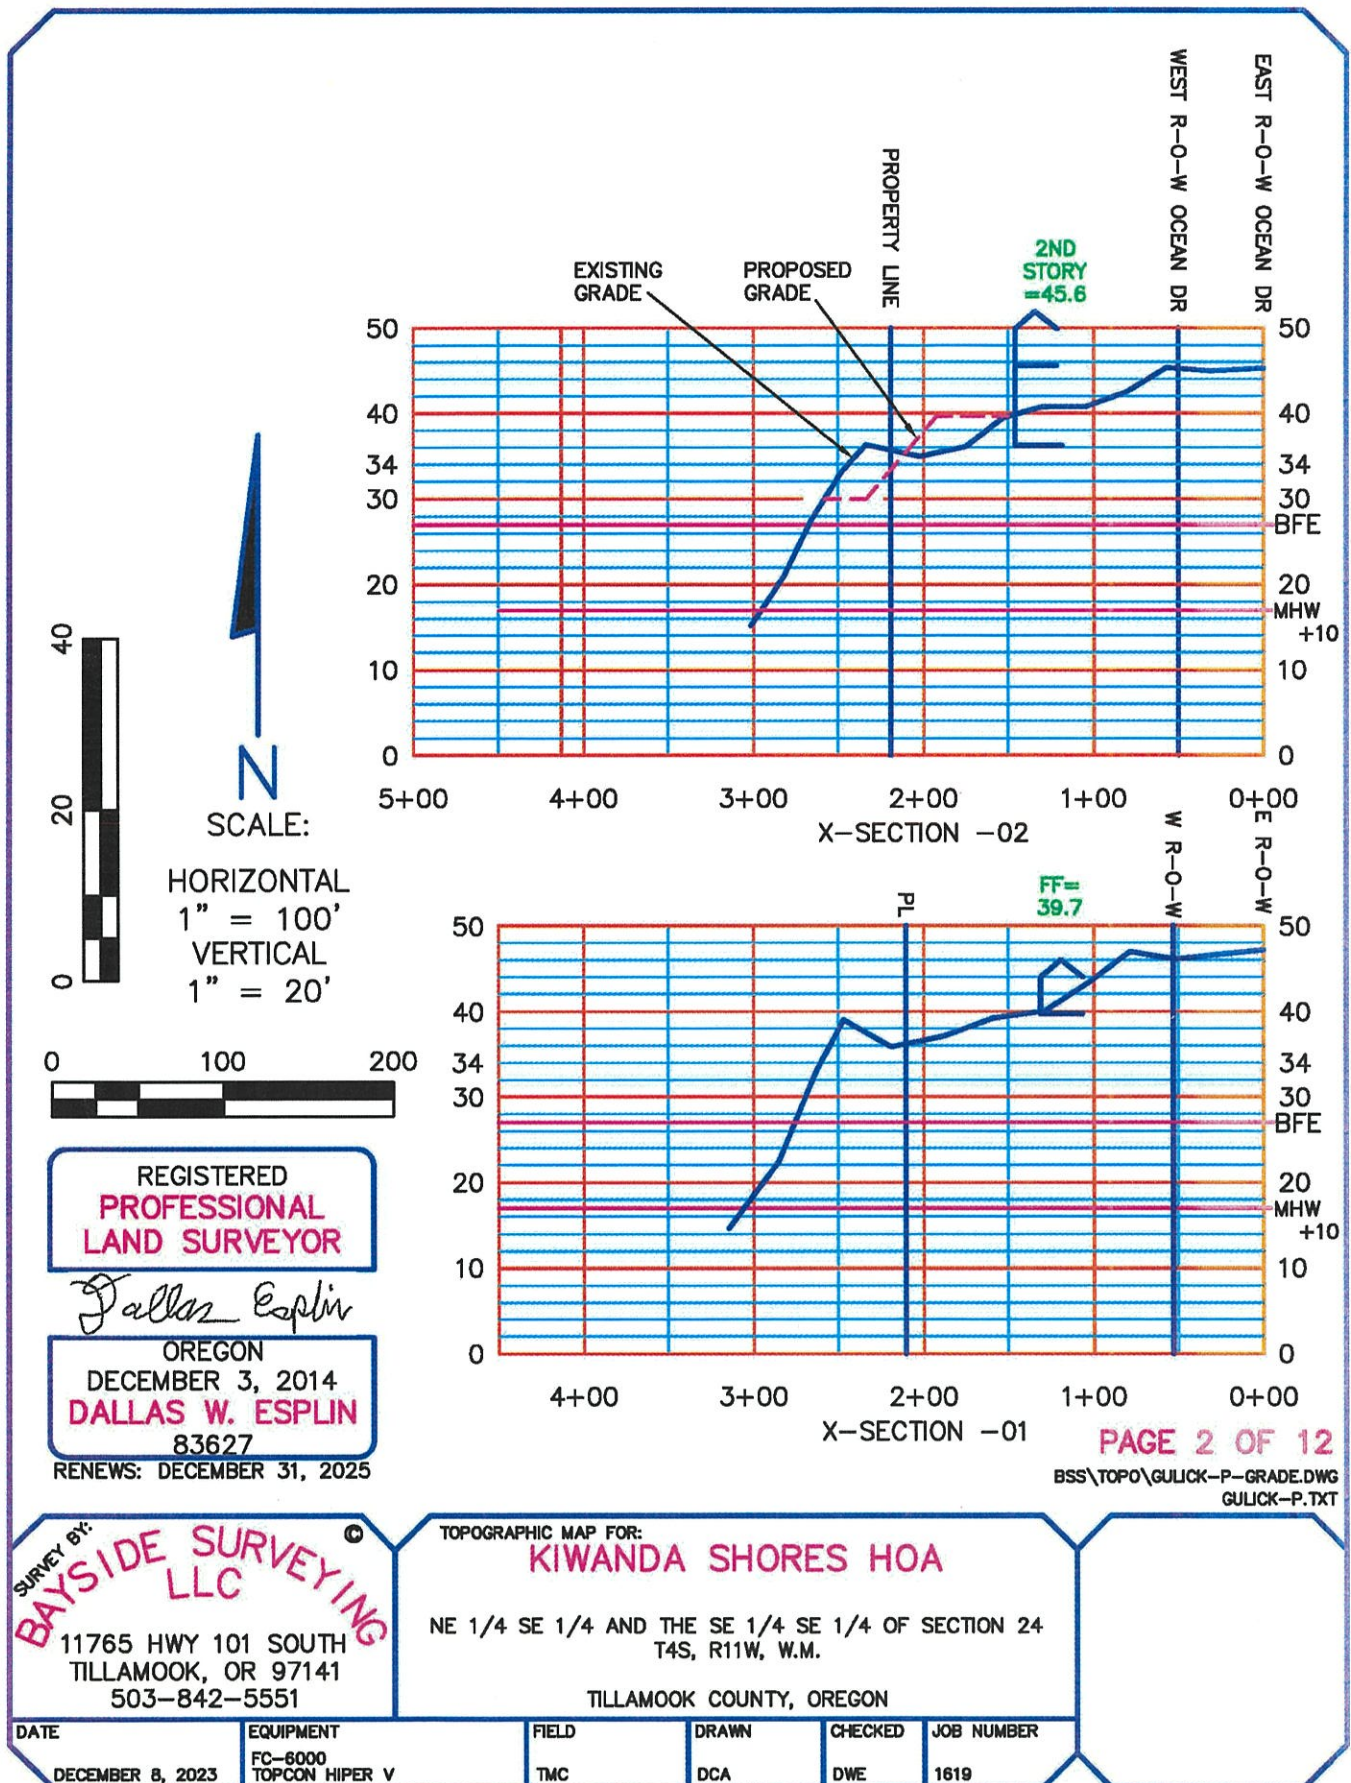 WEST R-O-W OCEAN DR
EAST R-O-W OCEAN DR
PROPERTY LINE
EXISTING
GRADE
PROPOSED
GRADE
2ND
STORY
=45.6
50
40
34
30
20
10
0
50
40
34
30
BFE
20
MHW
+10
10
0
5+00
4+00
3+00
2+00
1+00
0+00
X-SECTION -02
40
20
0
N
SCALE:
HORIZONTAL
1" = 100'
VERTICAL
1" = 20'
0
100
200
PL
FF=
39.7
W R-O-W
E R-O-W
50
40
34
30
20
10
0
50
40
34
30
BFE
20
MHW
+10
10
0
4+00
3+00
2+00
1+00
0+00
X-SECTION -01
REGISTERED
PROFESSIONAL
LAND SURVEYOR
Dallas Esplin
OREGON
DECEMBER 3, 2014
DALLAS W. ESPLIN
83627
RENEWS: DECEMBER 31, 2025
PAGE 2 OF 12
BSS\TOPO\GULICK-P-GRADE.DWG
GULICK-P.TXT
SURVEY BY:
©
BAYSIDE SURVEYING
LLC
11765 HWY 101 SOUTH
TILLAMOOK, OR 97141
503-842-5551
TOPOGRAPHIC MAP FOR:
KIWANDA SHORES HOA
NE 1/4 SE 1/4 AND THE SE 1/4 SE 1/4 OF SECTION 24
T4S, R11W, W.M.
TILLAMOOK COUNTY, OREGON
DATE
DECEMBER 8, 2023
EQUIPMENT
FC-6000
TOPCON HIPER V
FIELD
TMC
DRAWN
DCA
CHECKED
DWE
JOB NUMBER
1619